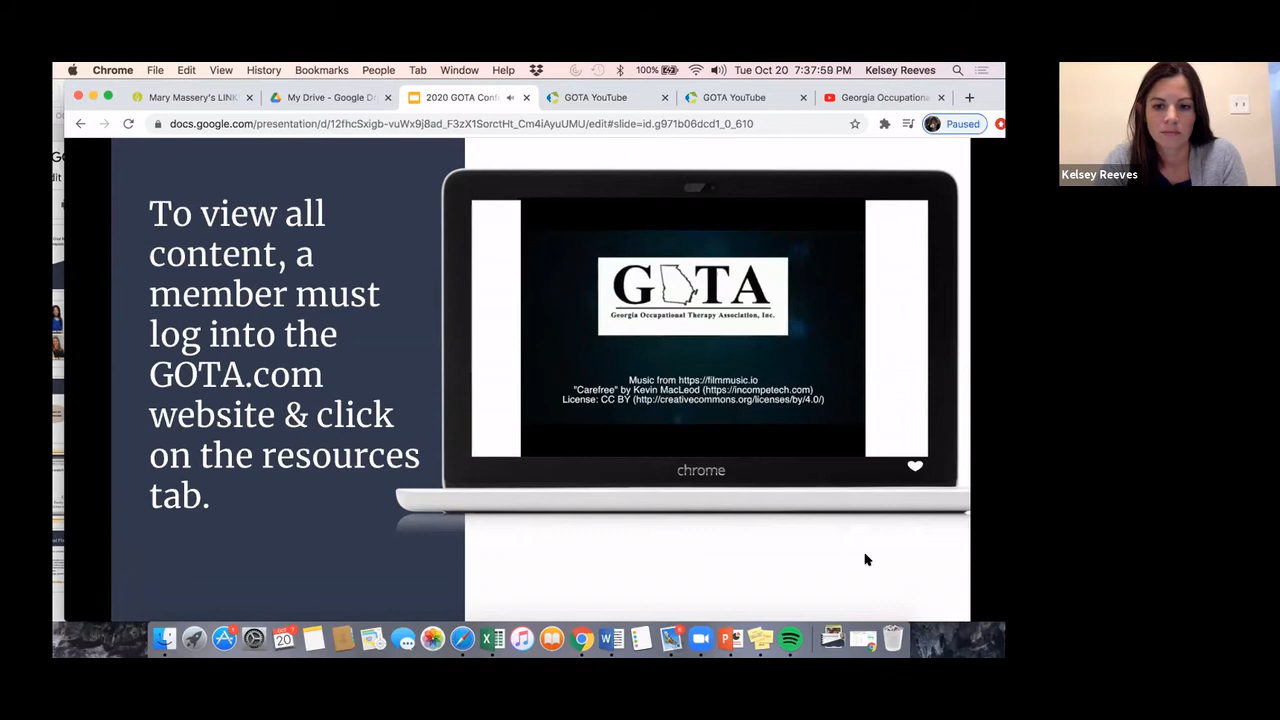 Chrome File Edit View History Bookmarks People Tab Window Help 100% Tue Oct 20 7:37:59 PM Kelsey Reeves
Mary Massery's LINK My Drive - Google Dr 2020 GOTA Conf GOTA YouTube GOTA YouTube Georgia Occupationa
docs.google.com/presentation/d/12fhcSxigb-vuWx9j8ad_F3zX15orctHt_Cm4iAyuUMU/edit#slide=id.g971b06dcd1_0_610 Paused
Kelsey Reeves
To view all
content, a
member must
log into the
GOTA.com
website & click
on the resources
tab.
G TA
Georgia Occupational Therapy Association, Inc.
Music from https://filmmusic.io
"Carefree" by Kevin MacLeod (https://incompetech.com)
License: CC BY (http://creativecommons.org/licenses/by/4.0/)
chrome
20